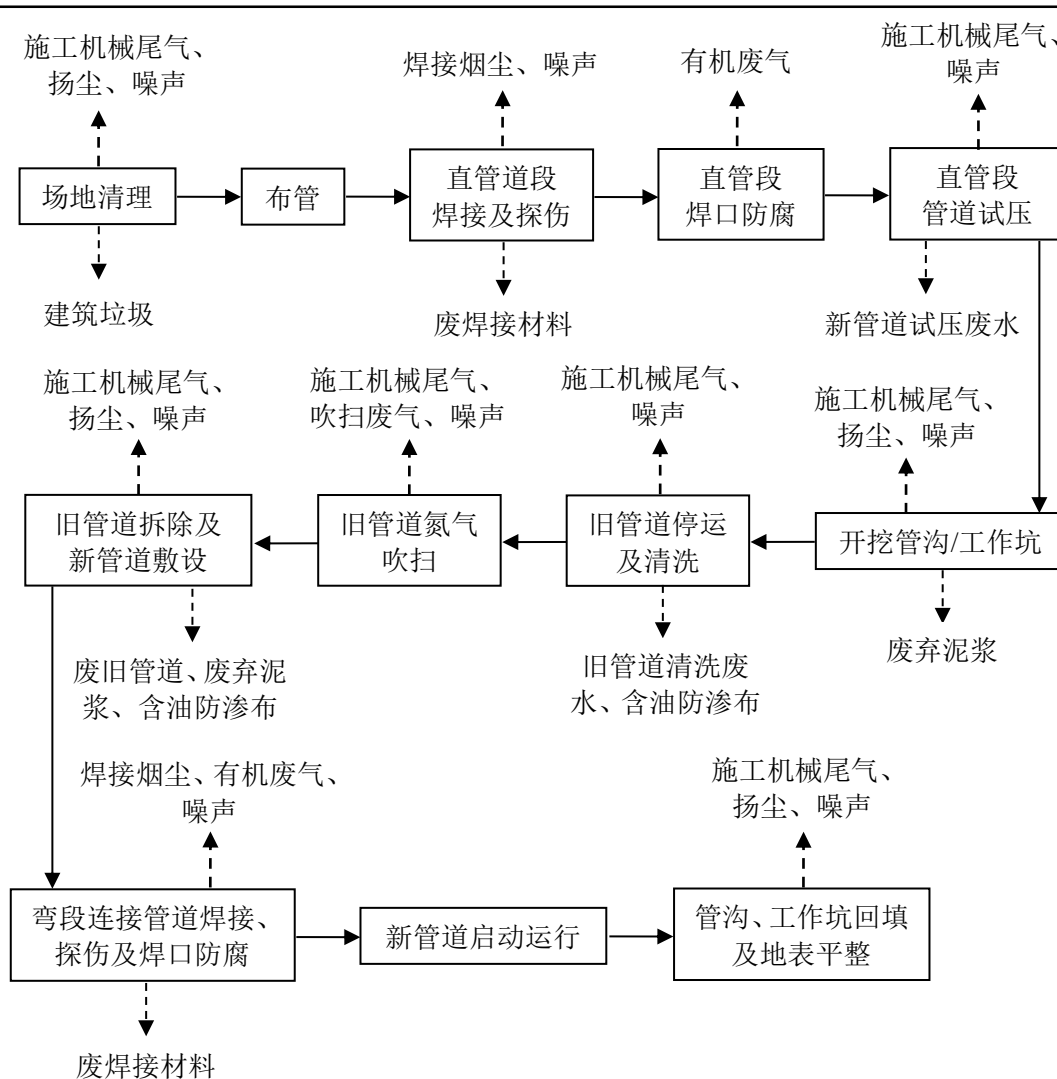 施工机械尾气、
扬尘、噪声
焊接烟尘、噪声
有机废气
施工机械尾气、
噪声
场地清理
布管
直管道段
焊接及探伤
直管段
焊口防腐
直管段
管道试压
建筑垃圾
废焊接材料
新管道试压废水
施工机械尾气、
扬尘、噪声
施工机械尾气、
吹扫废气、噪声
施工机械尾气、
噪声
施工机械尾气、
扬尘、噪声
旧管道拆除及
新管道敷设
旧管道氮气
吹扫
旧管道停运
及清洗
开挖管沟/工作坑
废旧管道、废弃泥
浆、含油防渗布
旧管道清洗废
水、含油防渗布
废弃泥浆
焊接烟尘、有机废气、
噪声
施工机械尾气、
扬尘、噪声
弯段连接管道焊接、
探伤及焊口防腐
新管道启动运行
管沟、工作坑回填
及地表平整
废焊接材料